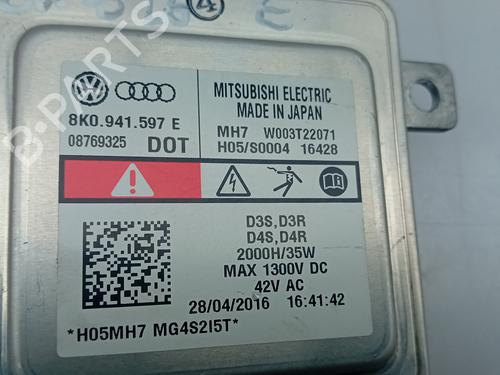 4 E
8K0.941.597 E
08769325 DOT
MITSUBISHI ELECTRIC
MADE IN JAPAN
MH7 W003T22071
H05/S0004 16428
D3S,D3R
D4S,D4R
2000H/35W
MAX 1300V DC
42V AC
28/04/2016 16:41:42
*H05MH7 MG4S2I5T*
B-PARTS